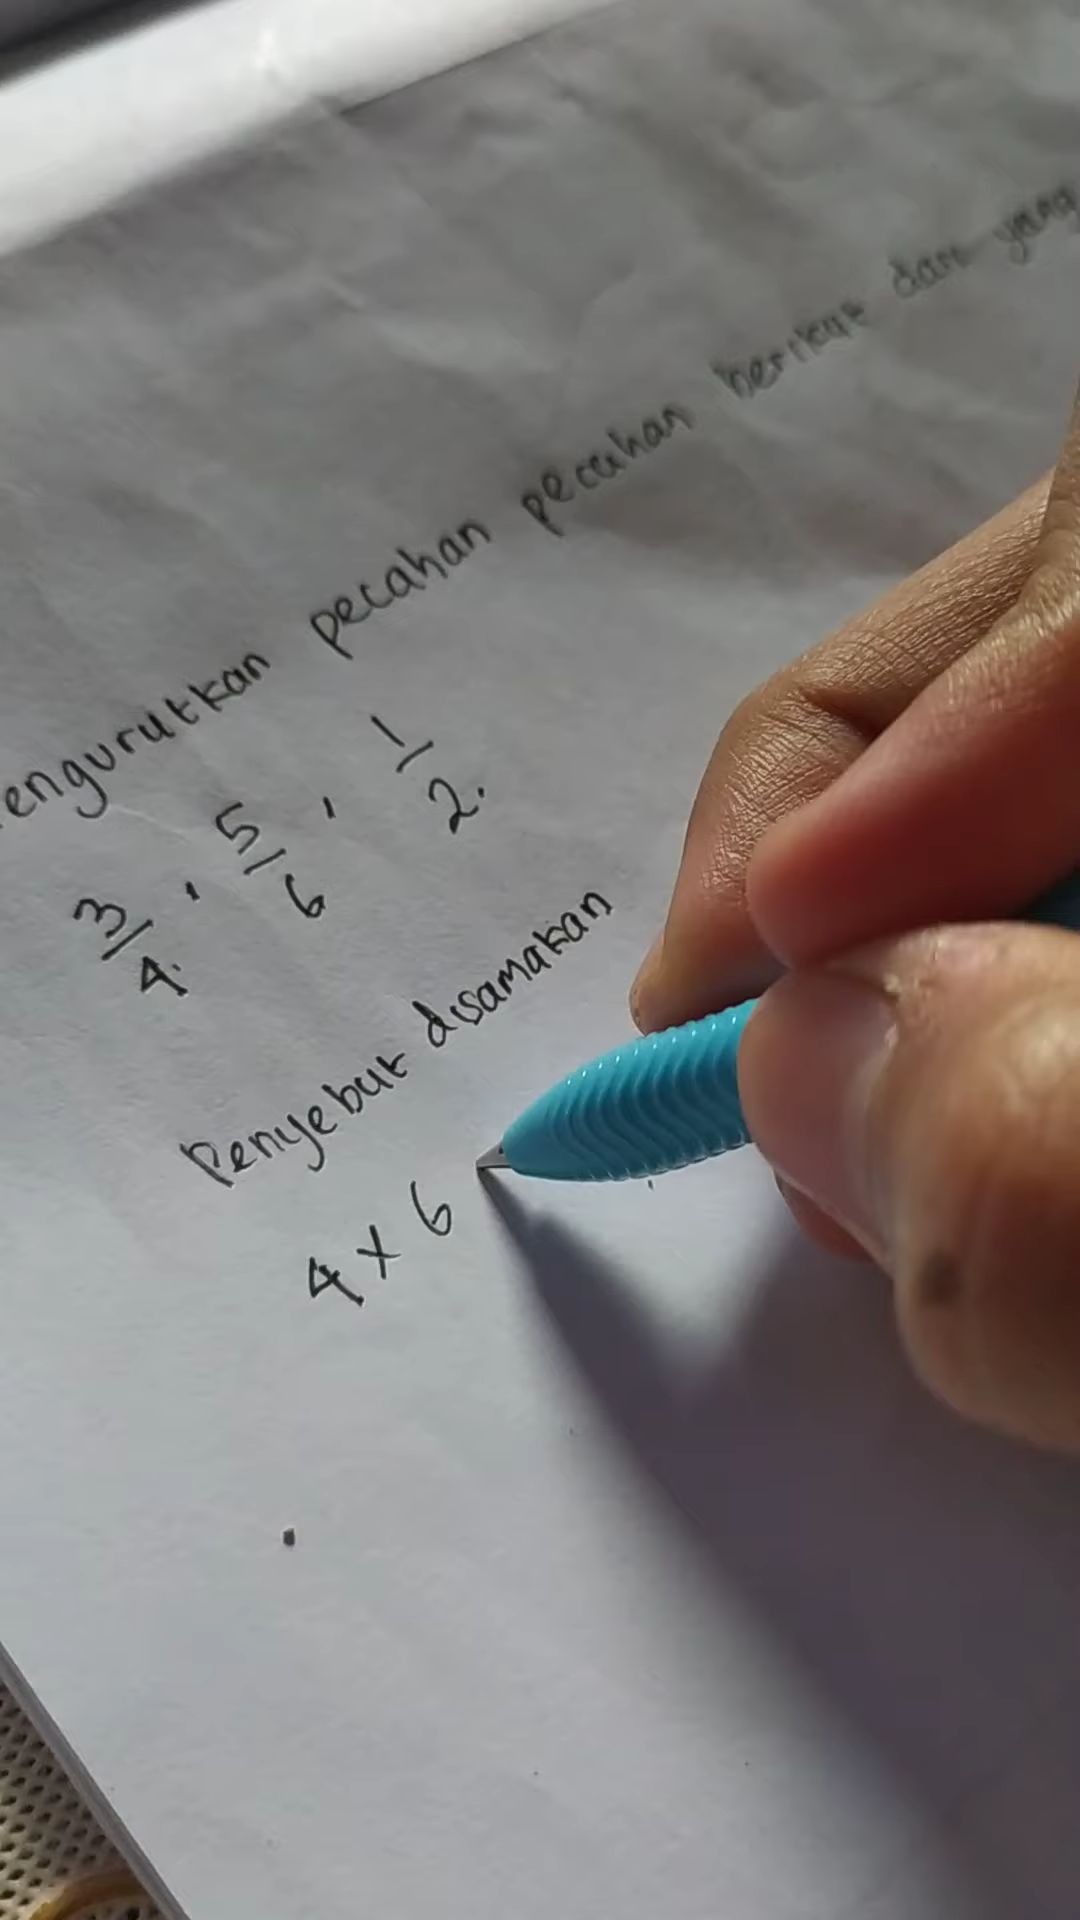 engurutkan pecahan pecahan berikut dari yang
3/4, 5/6, 1/2.
Penyebut disamakan
4 x 6